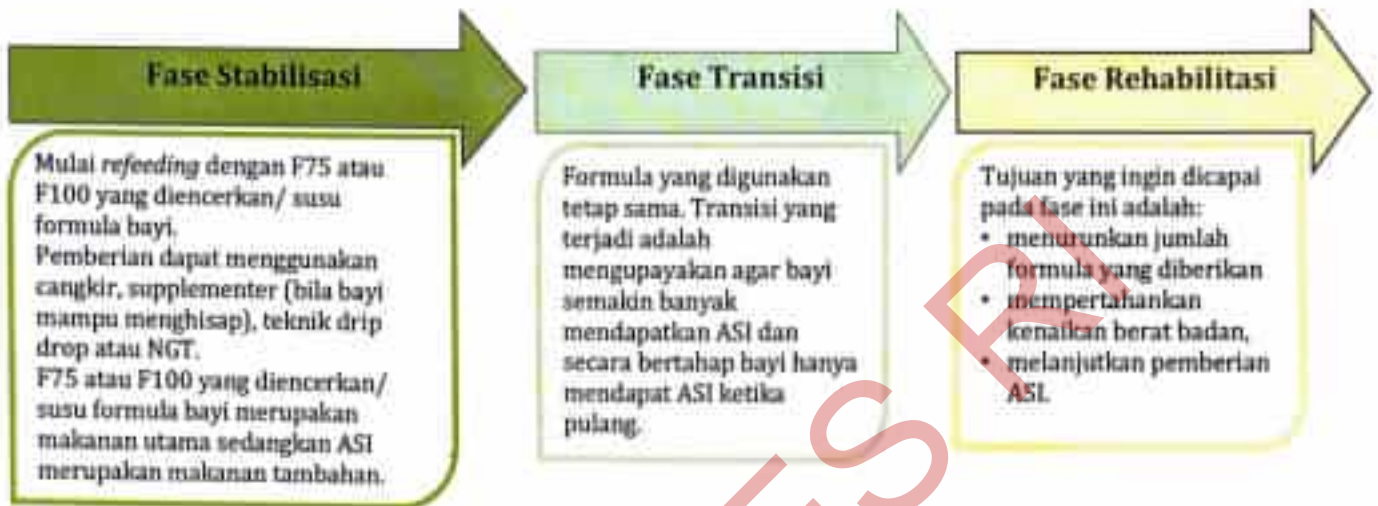 Fase Stabilisasi
Mulai refeeding dengan F75 atau
F100 yang diencerkan/ susu
formula bayi.
Pemberian dapat menggunakan
cangkir, supplementer (bila bayi
mampu menghisap), teknik drip
drop atau NGT.
F75 atau F100 yang diencerkan/
susu formula bayi merupakan
makanan utama sedangkan ASI
merupakan makanan tambahan.
Fase Transisi
Formula yang digunakan
tetap sama. Transisi yang
terjadi adalah
mengupayakan agar bayi
semakin banyak
mendapatkan ASI dan
secara bertahap bayi hanya
mendapat ASI ketika
pulang.
Fase Rehabilitasi
Tujuan yang ingin dicapai
pada fase ini adalah:
• menurunkan jumlah
formula yang diberikan
• mempertahankan
kenaikan berat badan,
• melanjutkan pemberian
ASI.
ES RI